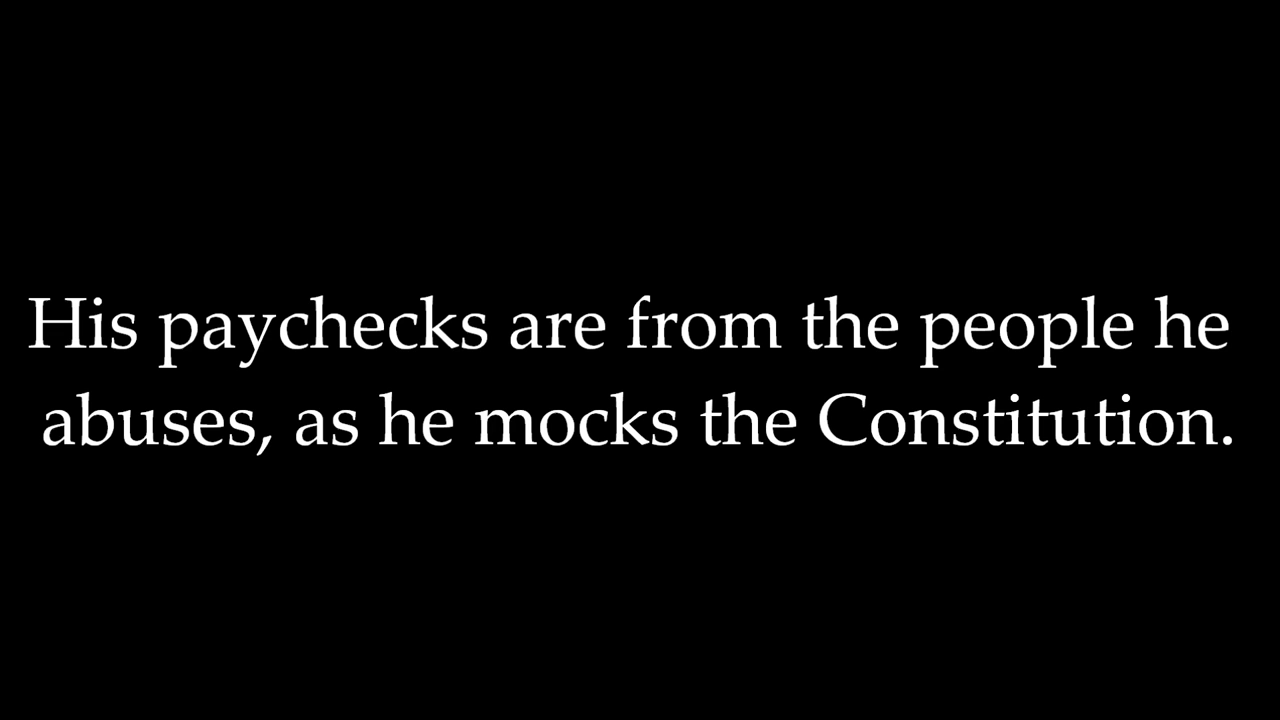 His paychecks are from the people he
abuses, as he mocks the Constitution.